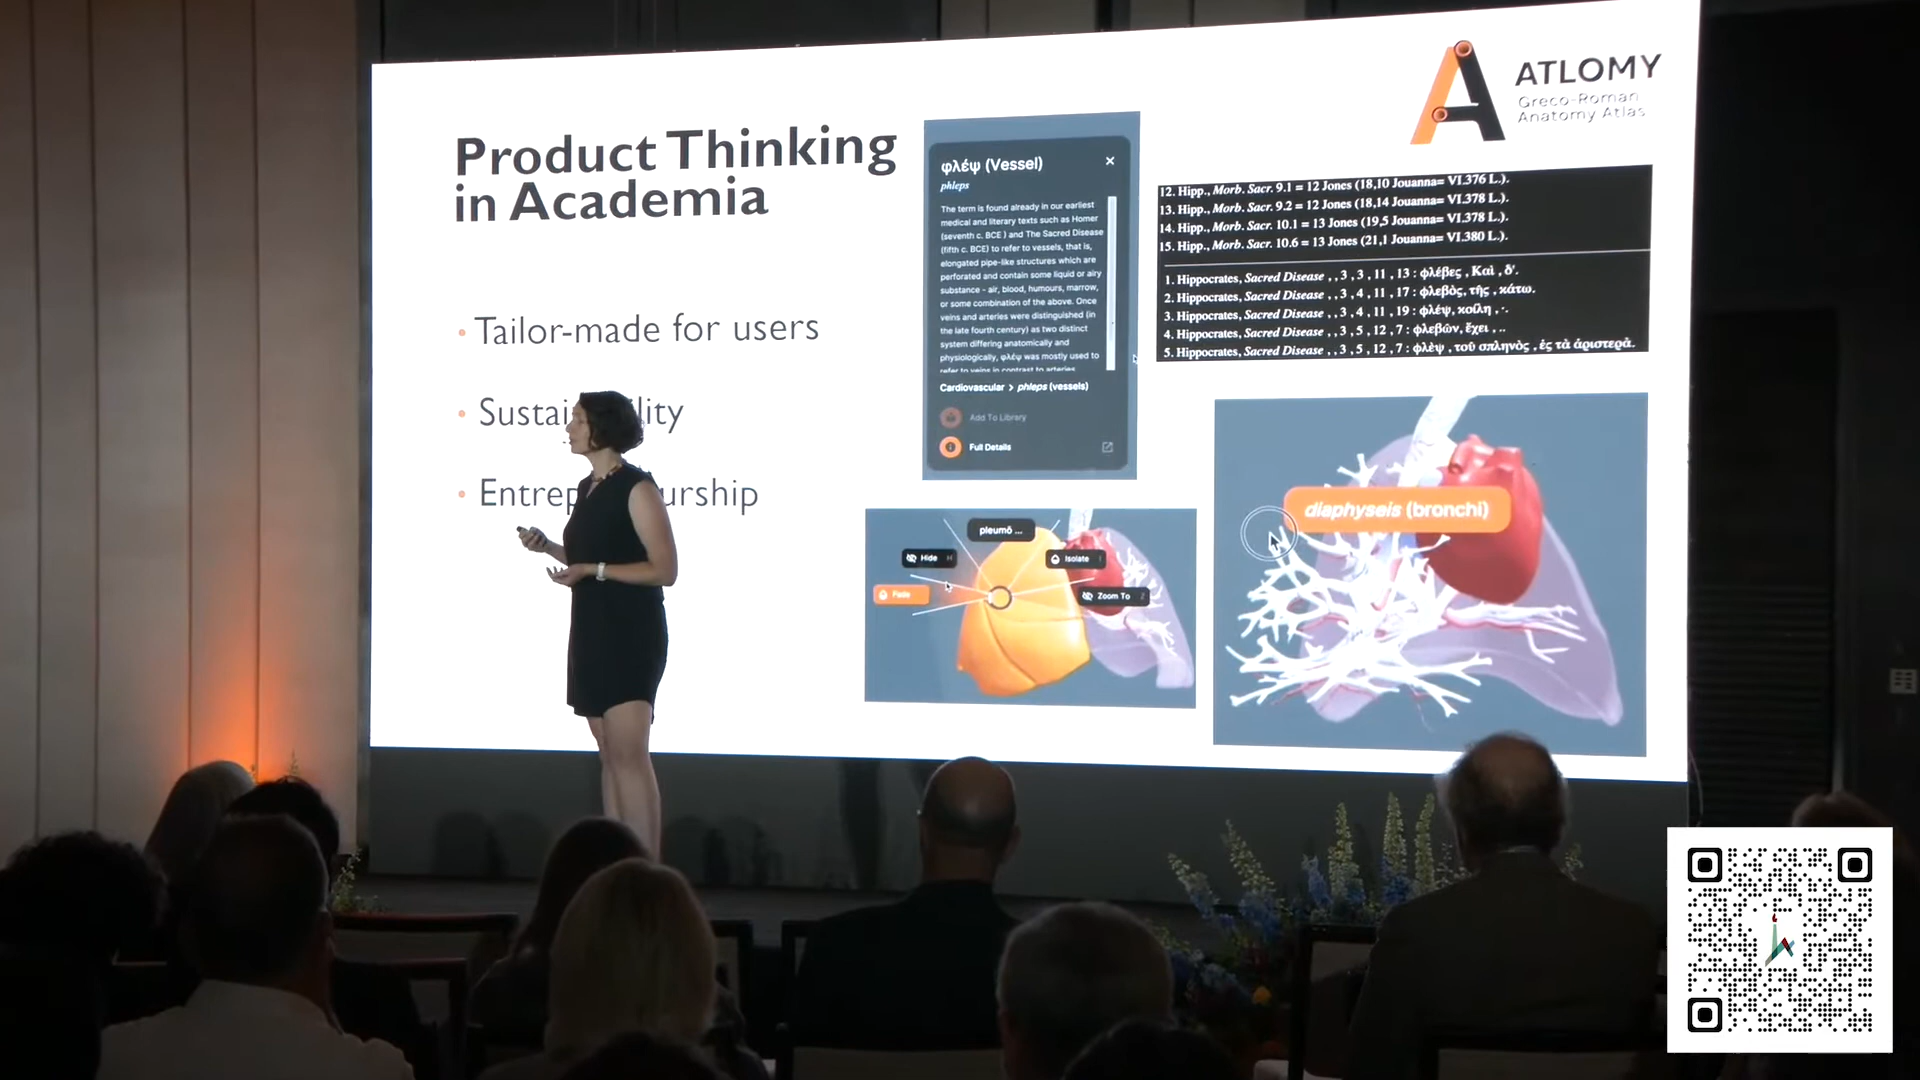 Product Thinking
in Academia
• Tailor-made for users
• Sustai lity
• Entrep urship
ATLOMY
Greco-Roman
Anatomy Atlas
φλέψ (Vessel)
phleps
The term is found already in our earliest
medical and literary texts such as Homer
(seventh c. BCE ) and The Sacred Disease
(fifth c. BCE) to refer to vessels, that is,
elongated pipe-like structures which are
perforated and contain some liquid or airy
substance - air, blood, humours, marrow,
or some combination of the above. Once
veins and arteries were distinguished (in
the late fourth century) as two distinct
system differing anatomically and
physiologically, φλέψ was mostly used to
refer to veins in contrast to arteries
Cardiovascular > phleps (vessels)
Add To Library
Full Details
12. Hipp., Morb. Sacr. 9.1 = 12 Jones (18,10 Jouanna= VI.376 L.).
13. Hipp., Morb. Sacr. 9.2 = 12 Jones (18,14 Jouanna= VI.378 L.).
14. Hipp., Morb. Sacr. 10.1 = 13 Jones (19,5 Jouanna= VI.378 L.).
15. Hipp., Morb. Sacr. 10.6 = 13 Jones (21,1 Jouanna= VI.380 L.).
1. Hippocrates, Sacred Disease , , 3 , 3 , 11 , 13 : φλέβες , Καὶ , δ'.
2. Hippocrates, Sacred Disease , , 3 , 4 , 11 , 17 : φλεβὸς, τῆς , κάτω.
3. Hippocrates, Sacred Disease , , 3 , 4 , 11 , 19 : φλέψ, κοίλη , ·.
4. Hippocrates, Sacred Disease , , 3 , 5 , 12 , 7 : φλεβῶν, ἔχει , ..
5. Hippocrates, Sacred Disease , , 3 , 5 , 12 , 7 : φλὲψ , τοῦ σπληνὸς , ἐς τὰ ἀριστερά.
pleumō ...
Hide H
Isolate I
Fade
Zoom To Z
diaphyseis (bronchi)